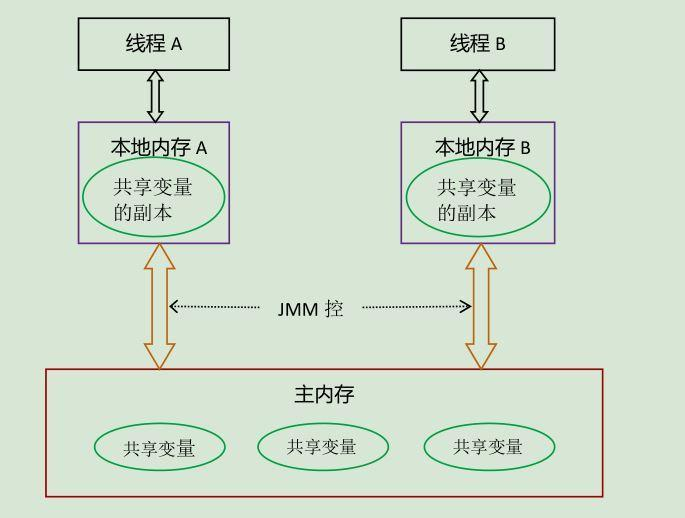 线程 A
线程 B
本地内存 A
共享变量
的副本
本地内存 B
共享变量
的副本
JMM 控
主内存
共享变量
共享变量
共享变量